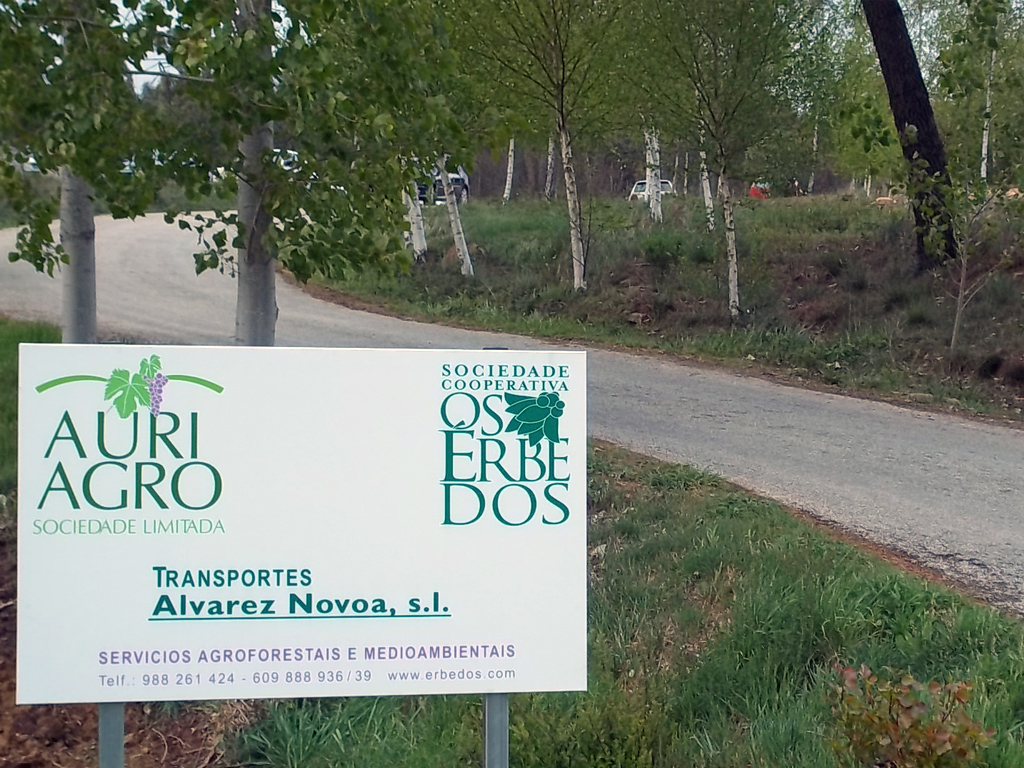 AURI
AGRO
SOCIEDADE LIMITADA
SOCIEDADE
COOPERATIVA
OS
ERBE
DOS
TRANSPORTES
Alvarez Novoa, s.l.
SERVICIOS AGROFORESTAIS E MEDIOAMBIENTAIS
Telf.: 988 261 424 - 609 888 936/39 www.erbedos.com